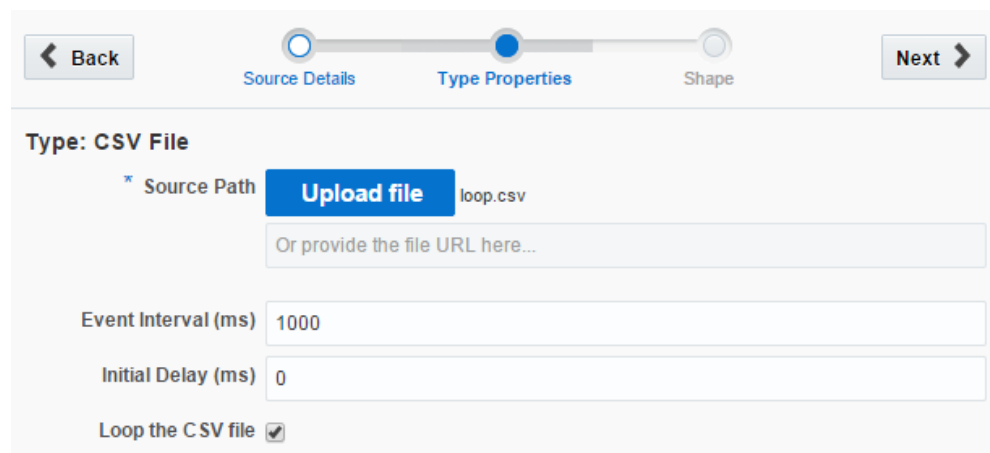 Back
Next
Source Details
Type Properties
Shape
Type: CSV File
* Source Path
Upload file
loop.csv
Or provide the file URL here...
Event Interval (ms)
1000
Initial Delay (ms)
0
Loop the CSV file